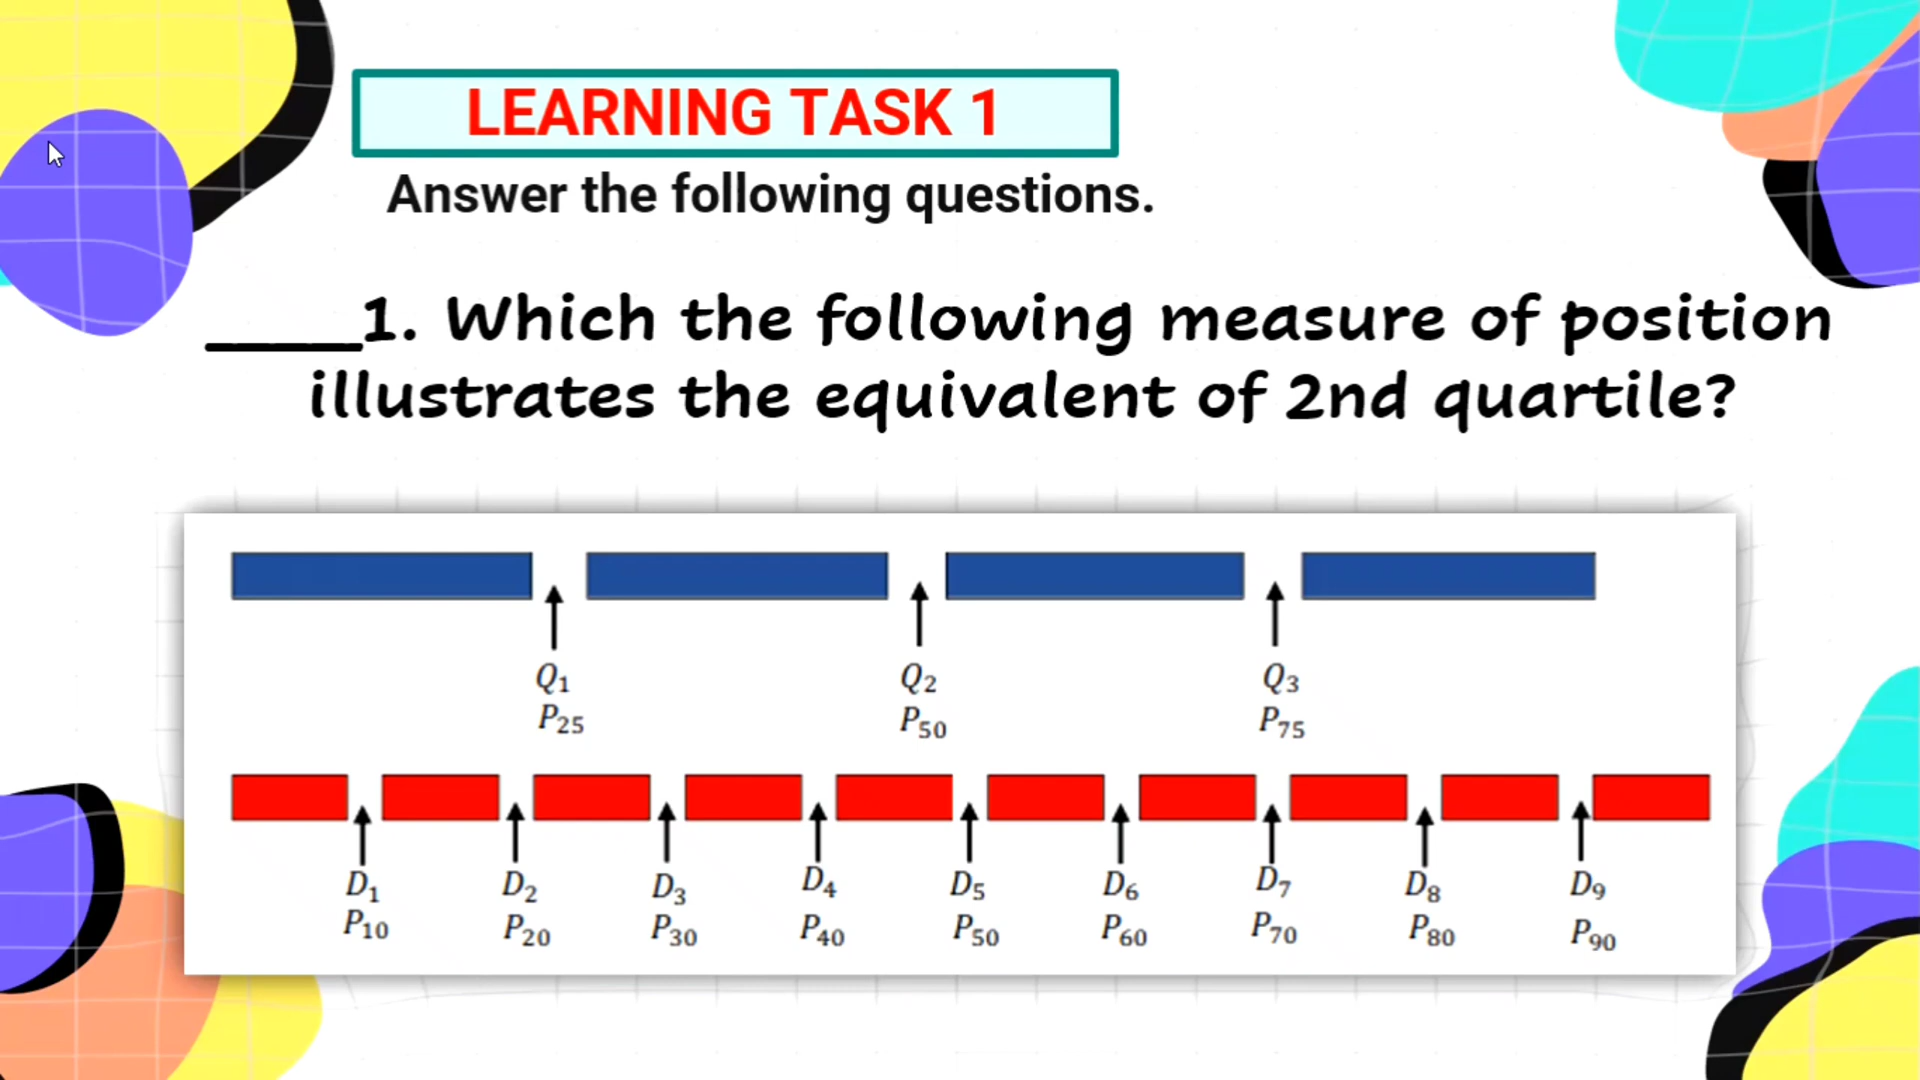 LEARNING TASK 1
Answer the following questions.
____1. Which the following measure of position
illustrates the equivalent of 2nd quartile?
Q1 Q2 Q3
P25 P50 P75
D1 D2 D3 D4 D5 D6 D7 D8 D9
P10 P20 P30 P40 P50 P60 P70 P80 P90